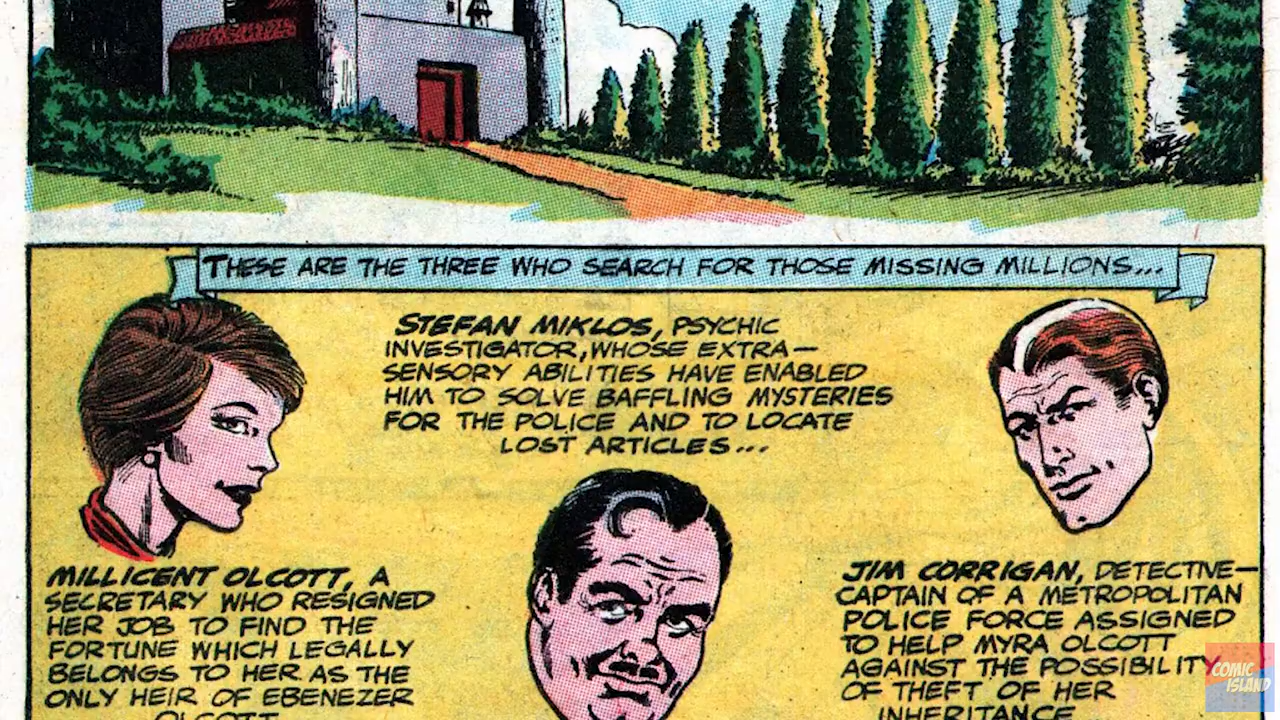 THESE ARE THE THREE WHO SEARCH FOR THOSE MISSING MILLIONS...
STEFAN MIKLOS, PSYCHIC
INVESTIGATOR, WHOSE EXTRA-
SENSORY ABILITIES HAVE ENABLED
HIM TO SOLVE BAFFLING MYSTERIES
FOR THE POLICE AND TO LOCATE
LOST ARTICLES...
MILLICENT OLCOTT, A
SECRETARY WHO RESIGNED
HER JOB TO FIND THE
FORTUNE WHICH LEGALLY
BELONGS TO HER AS THE
ONLY HEIR OF EBENEZER
OLCOTT
JIM CORRIGAN, DETECTIVE-
CAPTAIN OF A METROPOLITAN
POLICE FORCE ASSIGNED
TO HELP MYRA OLCOTT
AGAINST THE POSSIBILITY
OF THEFT OF HER
INHERITANCE
COMIC
ISLAND